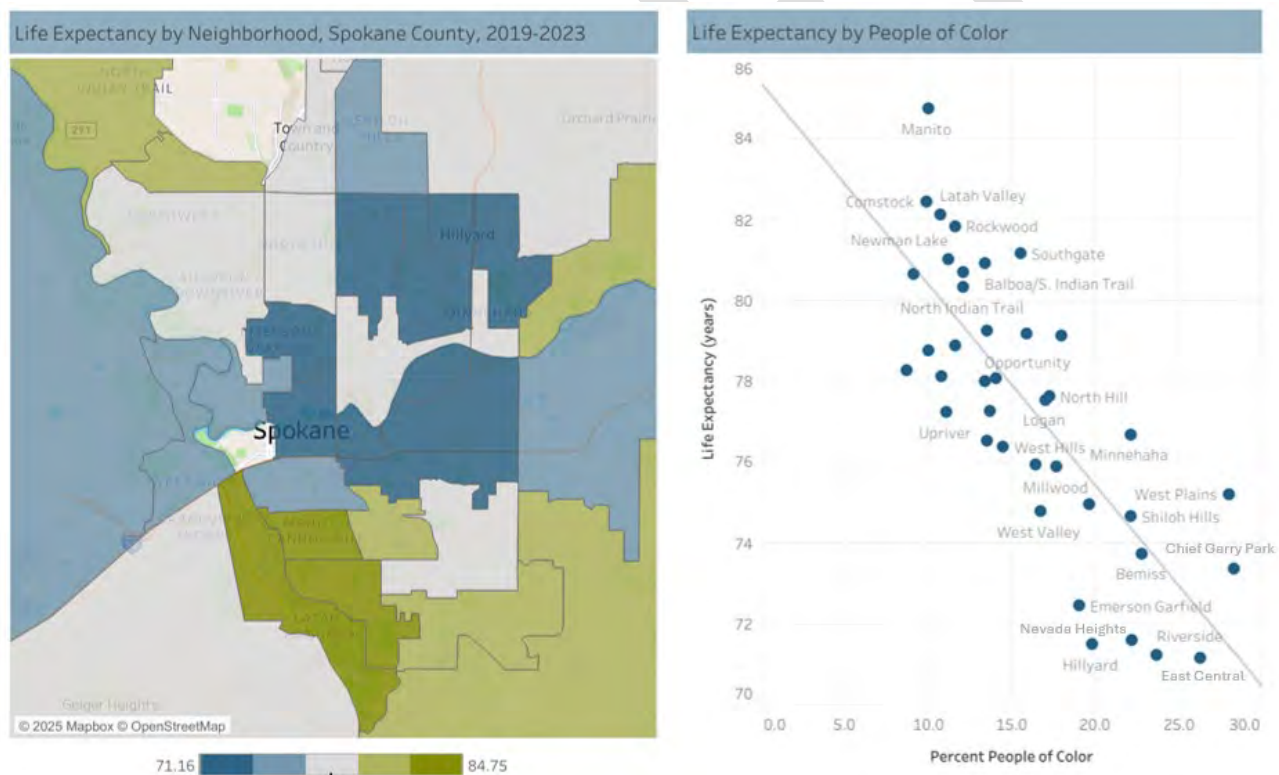 Life Expectancy by Neighborhood, Spokane County, 2019-2023
NORTH
INDIAN TRAIL
291
Town and
Country
SHILOH
HILLS
Orchard Prairie
Hillyard
Spokane
Geiger Heights
© 2025 Mapbox © OpenStreetMap
71.16
84.75
Life Expectancy by People of Color
86
84
82
80
78
76
74
72
70
Life Expectancy (years)
Manito
Comstock
Latah Valley
Rockwood
Newman Lake
Southgate
Balboa/S. Indian Trail
North Indian Trail
Opportunity
North Hill
Logan
Upriver
West Hills
Minnehaha
Millwood
West Plains
West Valley
Shiloh Hills
Chief Garry Park
Bemiss
Emerson Garfield
Nevada Heights
Riverside
Hillyard
East Central
0.0
5.0
10.0
15.0
20.0
25.0
30.0
Percent People of Color